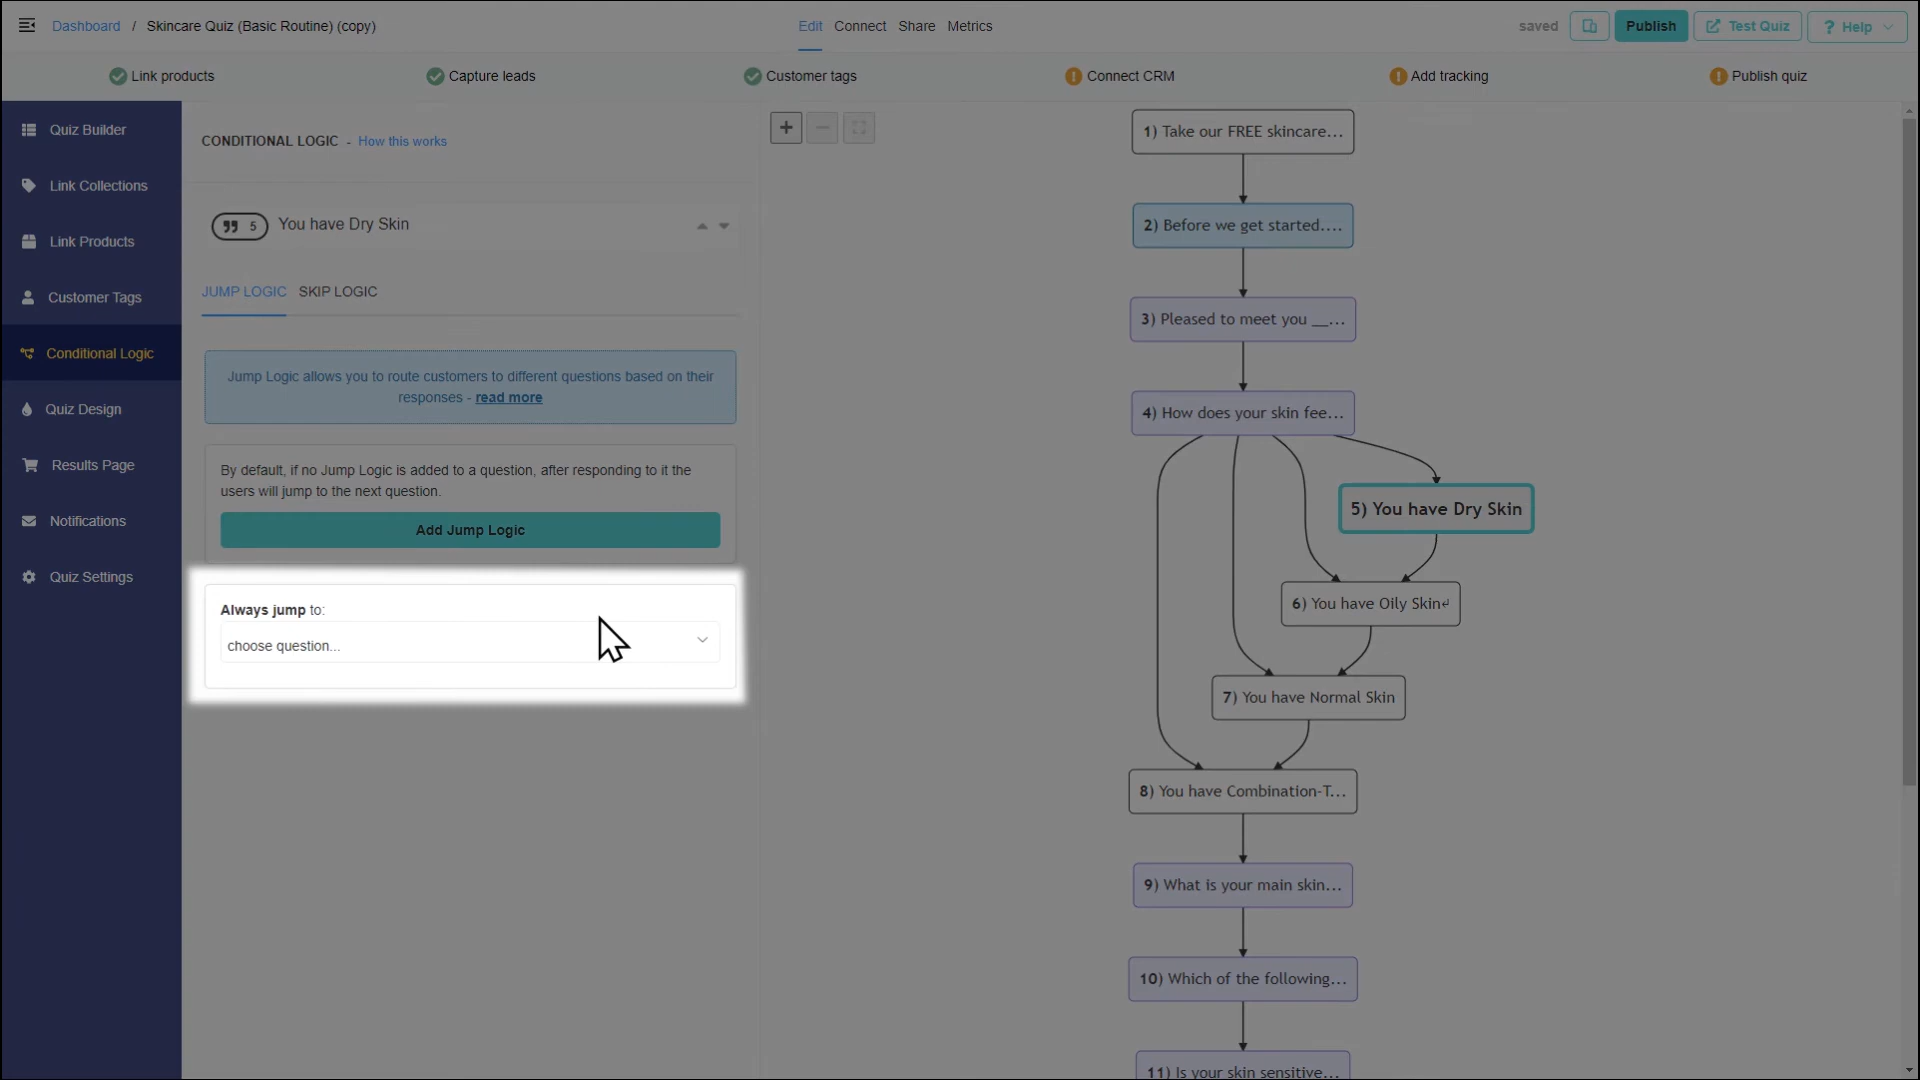 Dashboard / Skincare Quiz (Basic Routine) (copy)
Edit Connect Share Metrics
saved Publish Test Quiz ? Help
Link products Capture leads Customer tags Connect CRM Add tracking Publish quiz
Quiz Builder
Link Collections
Link Products
Customer Tags
Conditional Logic
Quiz Design
Results Page
Notifications
Quiz Settings
CONDITIONAL LOGIC - How this works
5 You have Dry Skin
JUMP LOGIC SKIP LOGIC
Jump Logic allows you to route customers to different questions based on their
responses - read more
By default, if no Jump Logic is added to a question, after responding to it the
users will jump to the next question.
Add Jump Logic
Always jump to:
choose question...
1) Take our FREE skincare...
2) Before we get started....
3) Pleased to meet you __...
4) How does your skin fee...
5) You have Dry Skin
6) You have Oily Skin↵
7) You have Normal Skin
8) You have Combination-T...
9) What is your main skin...
10) Which of the following...
11) Is your skin sensitive...